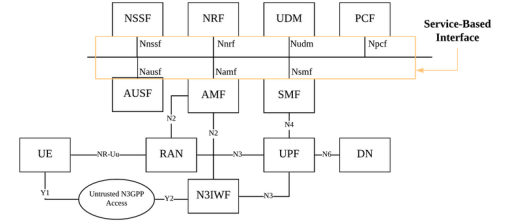 NSSF
NRF
UDM
PCF
Service-Based
Interface
Nnssf
Nnrf
Nudm
Npcf
Nausf
Namf
Nsmf
AUSF
AMF
SMF
N2
N2
N4
UE
NR-Uu
RAN
N3
UPF
N6
DN
Y1
Untrusted N3GPP
Access
Y2
N3IWF
N3